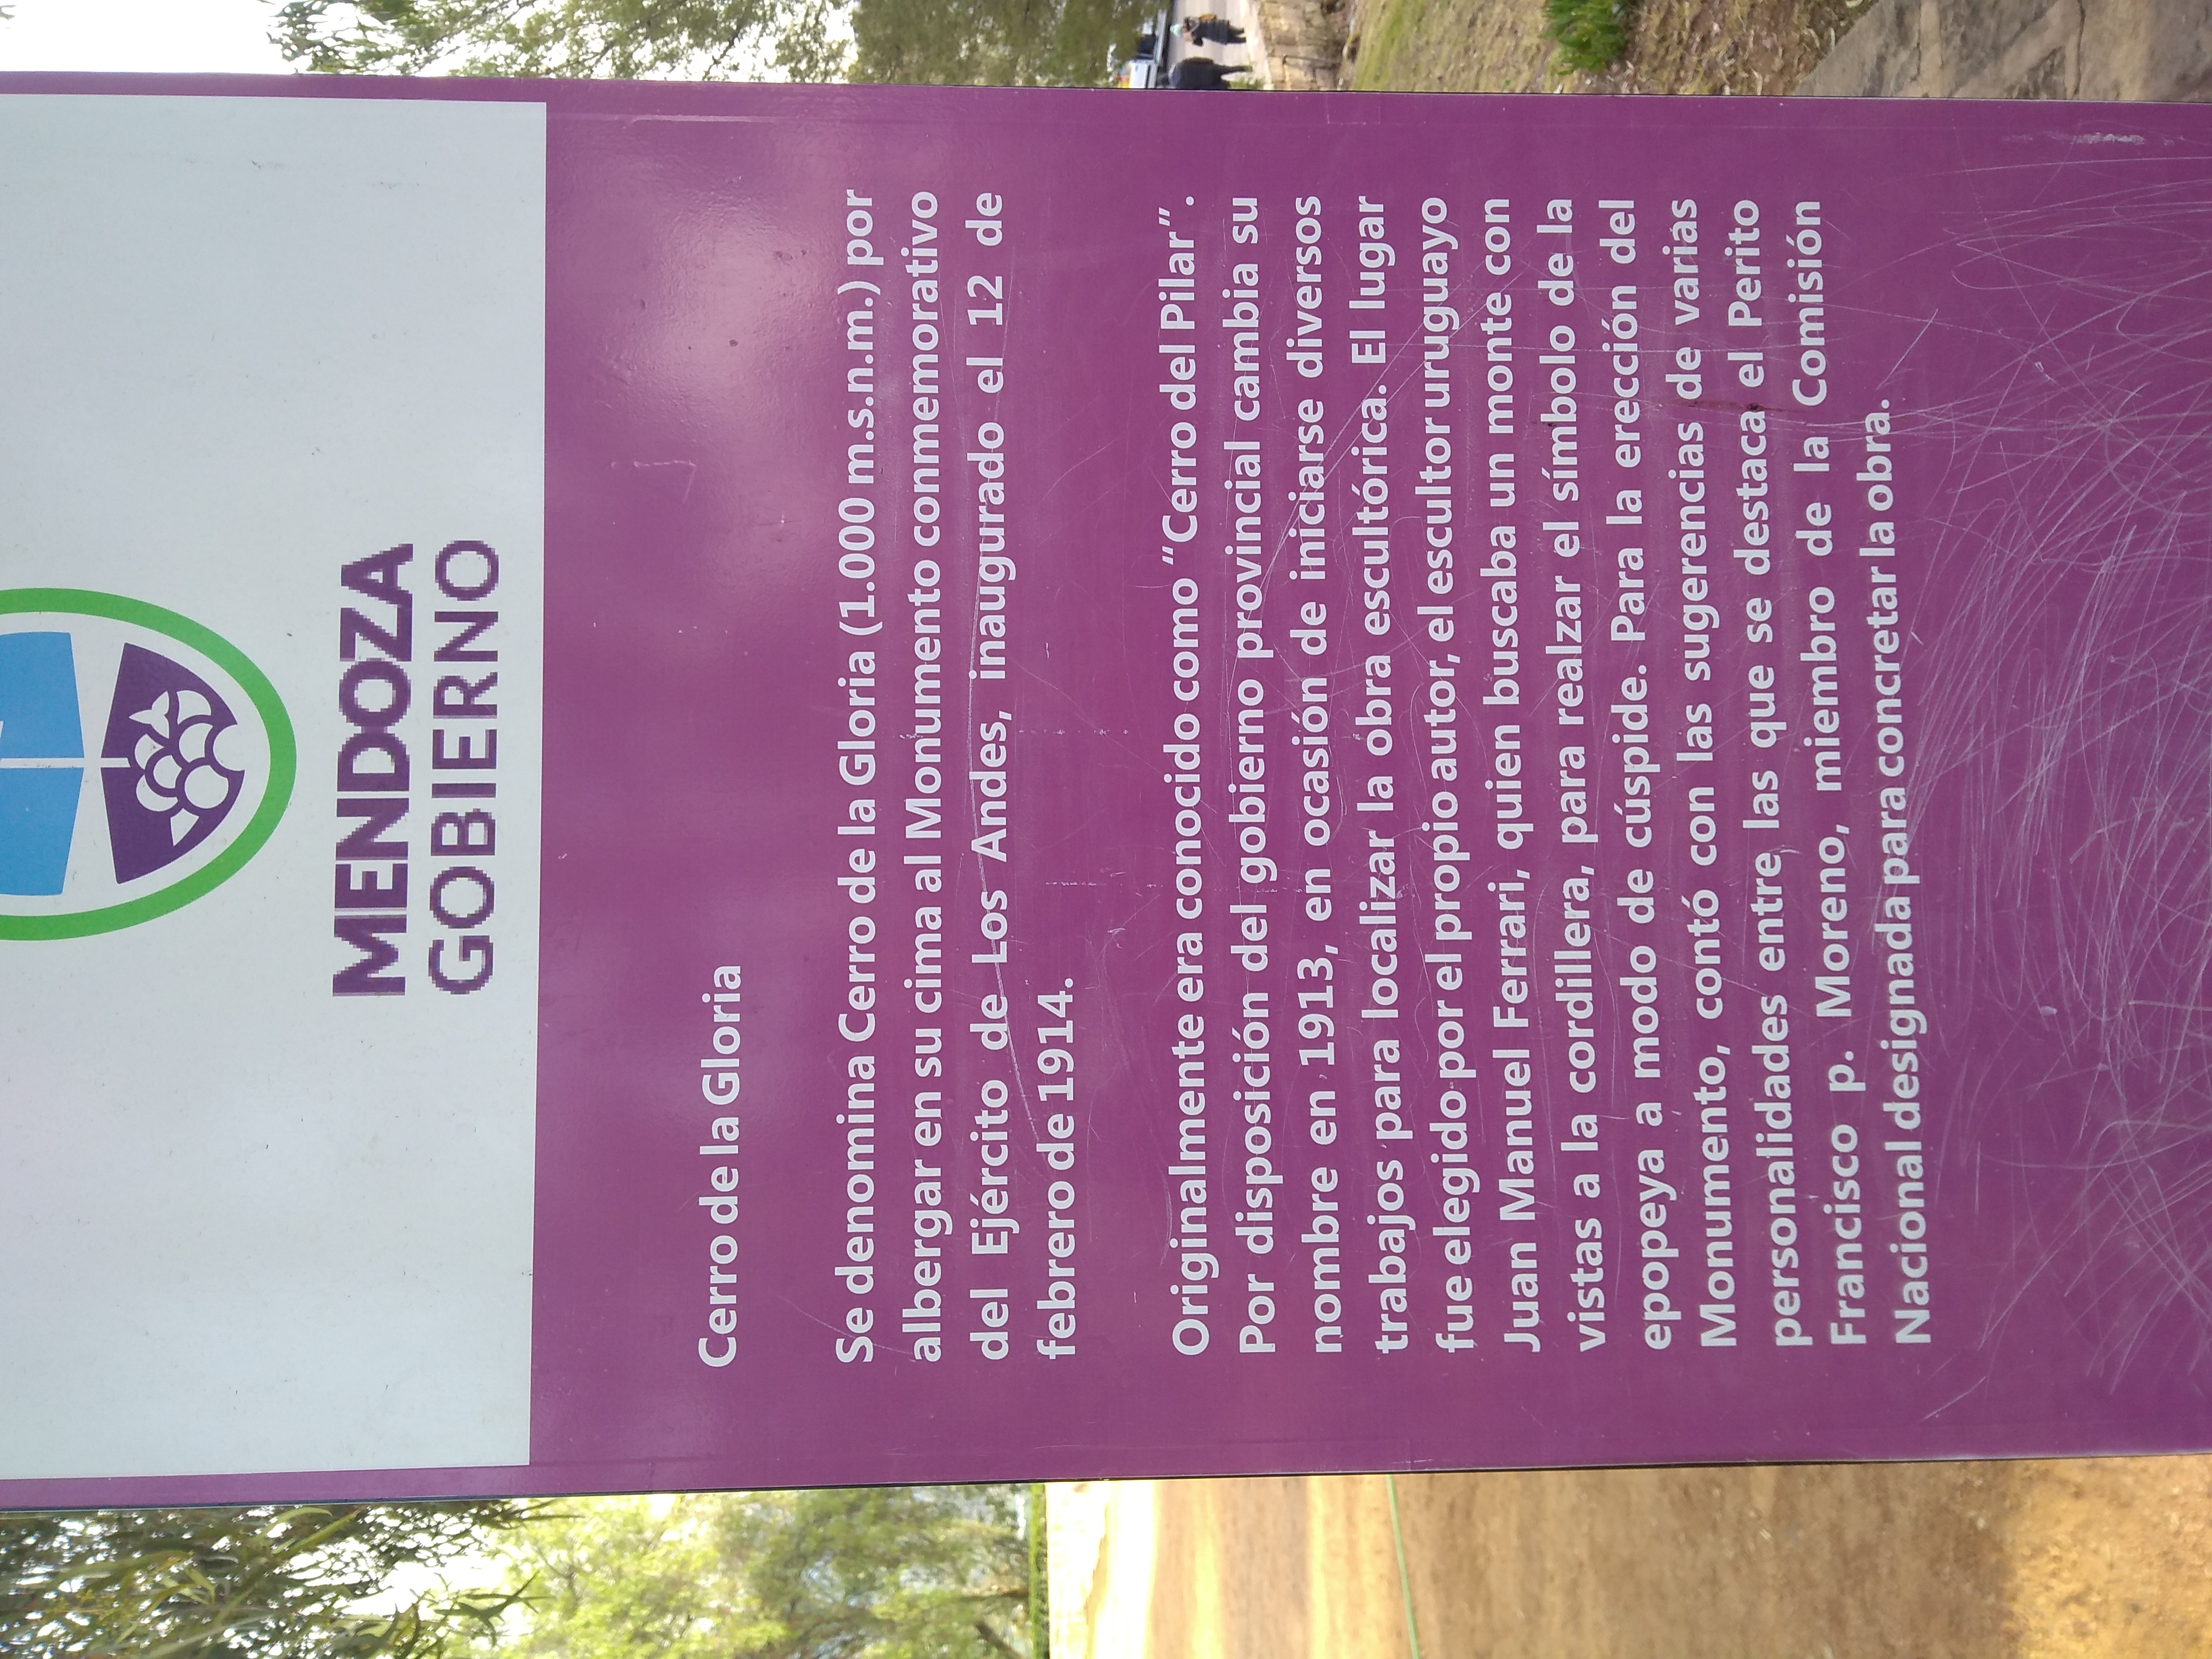 MENDOZA
GOBIERNO
Cerro de la Gloria
Se denomina Cerro de la Gloria (1.000 m.s.n.m.) por
albergar en su cima al Monumento conmemorativo
del Ejército de Los Andes, inaugurado el 12 de
febrero de 1914.
Originalmente era conocido como “Cerro del Pilar”.
Por disposición del gobierno provincial cambia su
nombre en 1913, en ocasión de iniciarse diversos
trabajos para localizar la obra escultórica. El lugar
fue elegido por el propio autor, el escultor uruguayo
Juan Manuel Ferrari, quien buscaba un monte con
vistas a la cordillera, para realzar el símbolo de la
epopeya a modo de cúspide. Para la erección del
Monumento, contó con las sugerencias de varias
personalidades entre las que se destaca el Perito
Francisco p. Moreno, miembro de la Comisión
Nacional designada para concretar la obra.